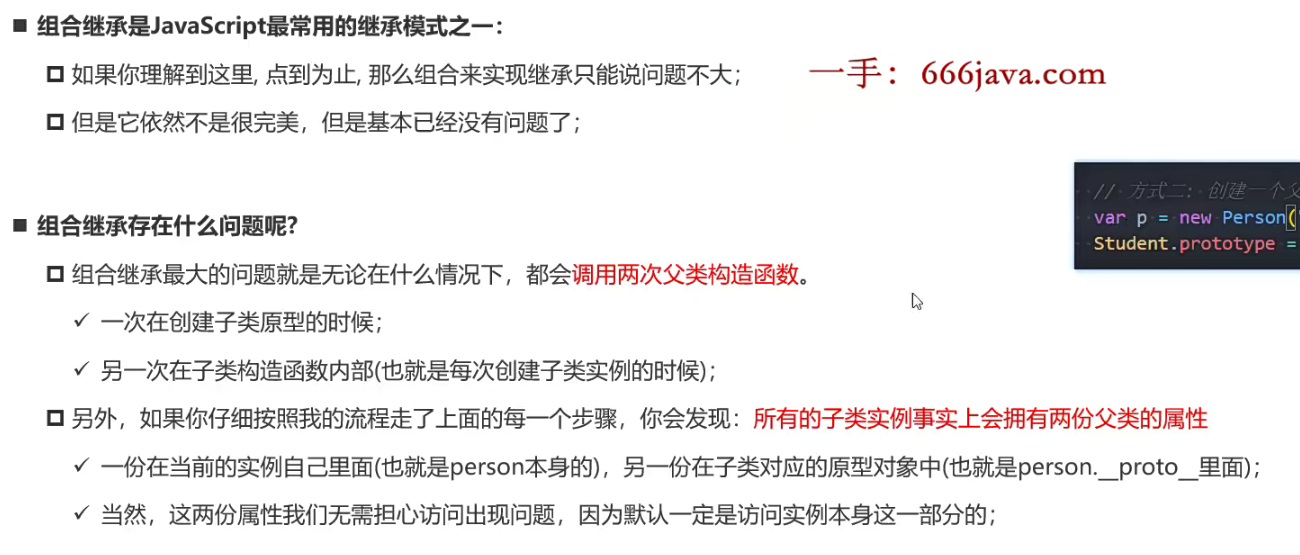 组合继承是JavaScript最常用的继承模式之一：
如果你理解到这里, 点到为止, 那么组合来实现继承只能说问题不大；
一手：666java.com
但是它依然不是很完美，但是基本已经没有问题了；
// 方式二: 创建一个父
var p = new Person("
Student.prototype =
组合继承存在什么问题呢?
组合继承最大的问题就是无论在什么情况下，都会调用两次父类构造函数。
一次在创建子类原型的时候；
另一次在子类构造函数内部(也就是每次创建子类实例的时候)；
另外，如果你仔细按照我的流程走了上面的每一个步骤，你会发现：所有的子类实例事实上会拥有两份父类的属性
一份在当前的实例自己里面(也就是person本身的)，另一份在子类对应的原型对象中(也就是person.__proto__里面)；
当然，这两份属性我们无需担心访问出现问题，因为默认一定是访问实例本身这一部分的；